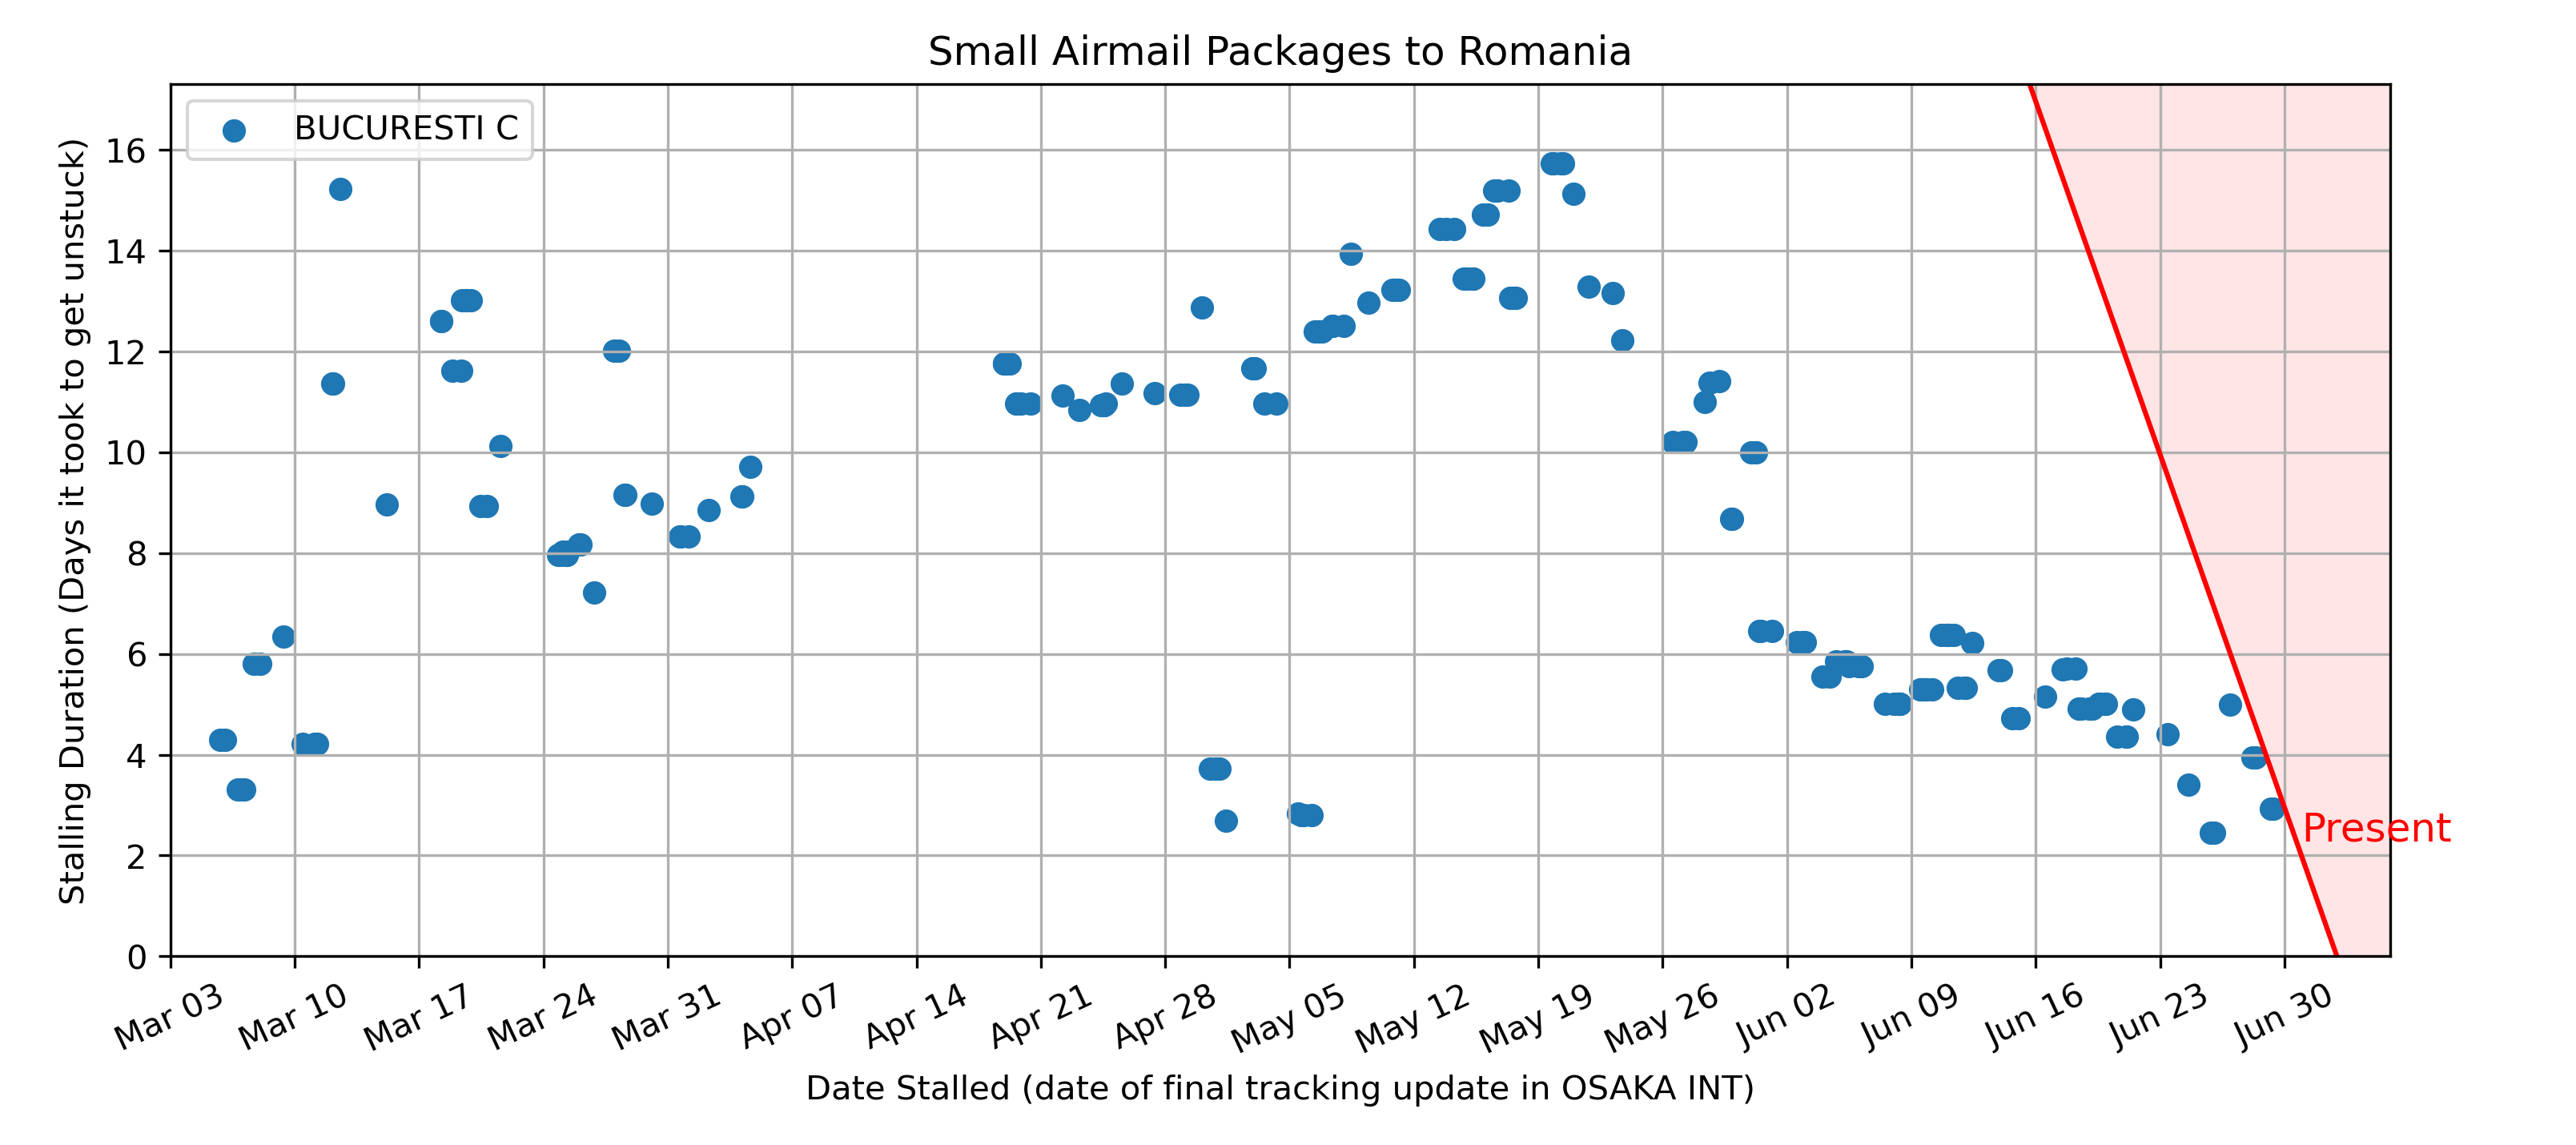 Small Airmail Packages to Romania
BUCURESTI C
Stalling Duration (Days it took to get unstuck)
16
14
12
10
8
6
4
2
0
Present
Mar 03
Mar 10
Mar 17
Mar 24
Mar 31
Apr 07
Apr 14
Apr 21
Apr 28
May 05
May 12
May 19
May 26
Jun 02
Jun 09
Jun 16
Jun 23
Jun 30
Date Stalled (date of final tracking update in OSAKA INT)